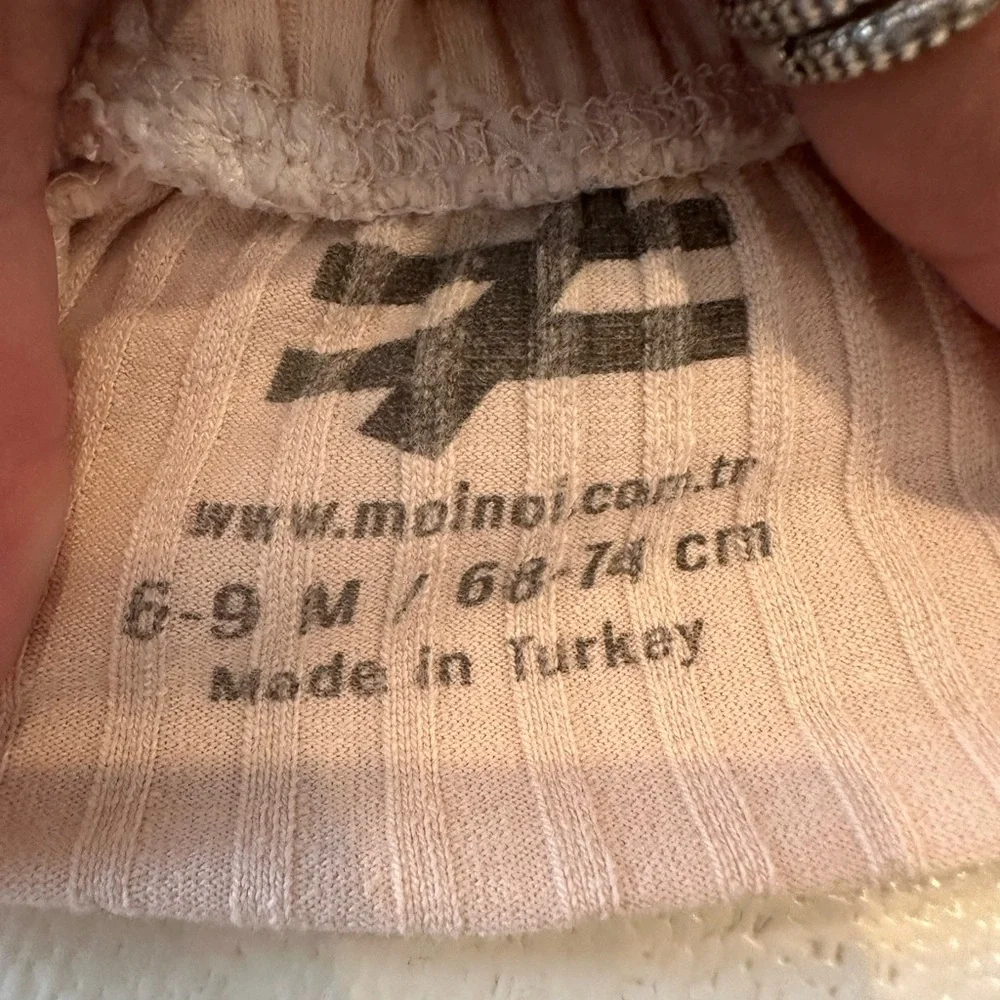 www.moinoi.com.tr
6-9 M / 68-74 cm
Made in Turkey